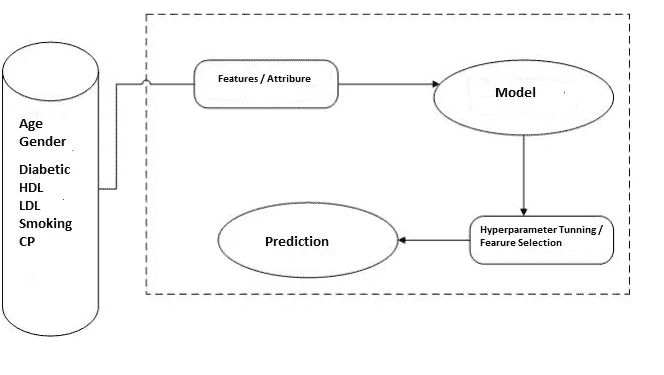 Age
Gender
Diabetic
HDL
LDL
Smoking
CP
Features / Attribure
Model
Hyperparameter Tunning /
Fearure Selection
Prediction